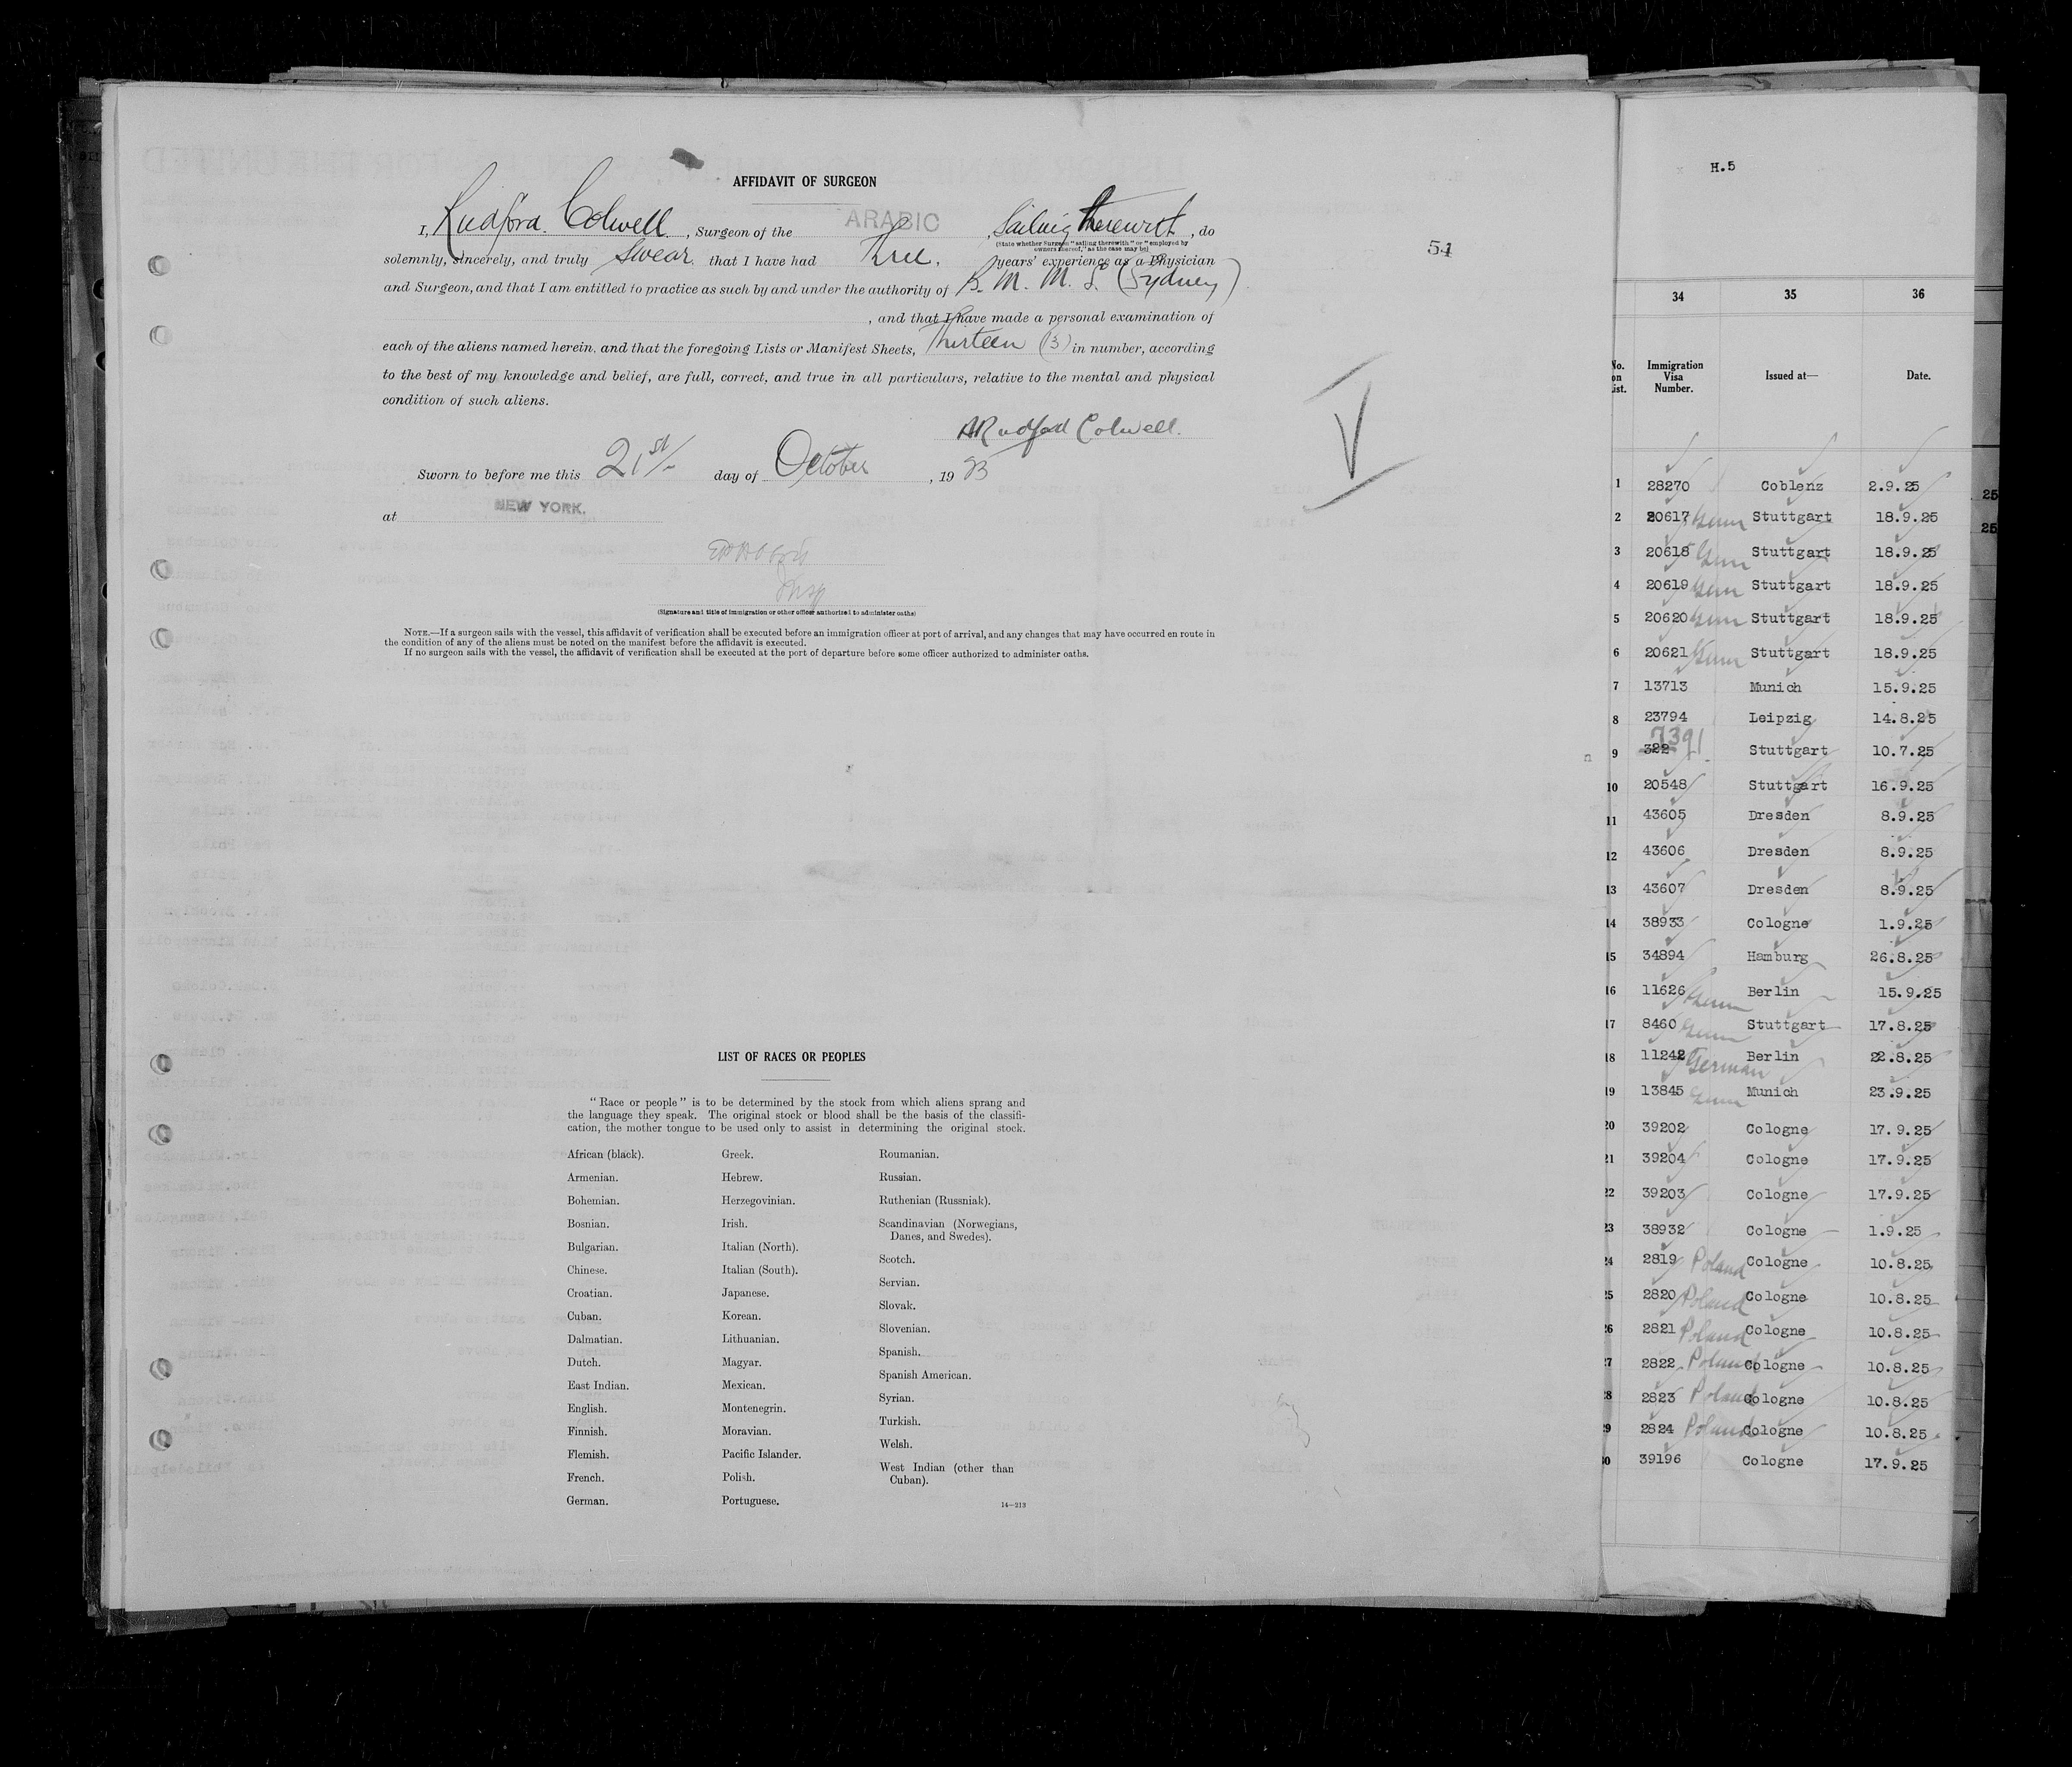 AFFIDAVIT OF SURGEON
I, Rudford Colwell, Surgeon of the ARABIC, Sailing therewith, do
(State whether Surgeon "sailing therewith" or "employed by
owners thereof," as the case may be)
solemnly, sincerely, and truly swear that I have had three years' experience as a Physician
and Surgeon, and that I am entitled to practice as such by and under the authority of B. M. M. S. (Sydney)
, and that I have made a personal examination of
each of the aliens named herein, and that the foregoing Lists or Manifest Sheets, thirteen (13) in number, according
to the best of my knowledge and belief, are full, correct, and true in all particulars, relative to the mental and physical
condition of such aliens.
A Rudford Colwell.
Sworn to before me this 21st day of October, 19
at NEW YORK.
Insp
(Signature and title of immigration or other officer authorized to administer oaths)
NOTE.—If a surgeon sails with the vessel, this affidavit of verification shall be executed before an immigration officer at port of arrival, and any changes that may have occurred en route in
the condition of any of the aliens must be noted on the manifest before the affidavit is executed.
If no surgeon sails with the vessel, the affidavit of verification shall be executed at the port of departure before some officer authorized to administer oaths.
54
V
LIST OF RACES OR PEOPLES
"Race or people" is to be determined by the stock from which aliens sprang and
the language they speak. The original stock or blood shall be the basis of the classifi-
cation, the mother tongue to be used only to assist in determining the original stock.
African (black).
Armenian.
Bohemian.
Bosnian.
Bulgarian.
Chinese.
Croatian.
Cuban.
Dalmatian.
Dutch.
East Indian.
English.
Finnish.
Flemish.
French.
German.
Greek.
Hebrew.
Herzegovinian.
Irish.
Italian (North).
Italian (South).
Japanese.
Korean.
Lithuanian.
Magyar.
Mexican.
Montenegrin.
Moravian.
Pacific Islander.
Polish.
Portuguese.
Roumanian.
Russian.
Ruthenian (Russniak).
Scandinavian (Norwegians,
Danes, and Swedes).
Scotch.
Servian.
Slovak.
Slovenian.
Spanish.
Spanish American.
Syrian.
Turkish.
Welsh.
West Indian (other than
Cuban).
14—213
H.5
34 35 36
No. on List. Immigration Visa Number. Issued at— Date.
1 28270 Coblenz 2.9.25
2 20617 Germ Stuttgart 18.9.25
3 20618 Germ Stuttgart 18.9.25
4 20619 Germ Stuttgart 18.9.25
5 20620 Germ Stuttgart 18.9.25
6 20621 Germ Stuttgart 18.9.25
7 13713 Munich 15.9.25
8 23794 Leipzig 14.8.25
9 322 7391 Stuttgart 10.7.25
10 20548 Stuttgart 16.9.25
11 43605 Dresden 8.9.25
12 43606 Dresden 8.9.25
13 43607 Dresden 8.9.25
14 38933 Cologne 1.9.25
15 34894 Hamburg 26.8.25
16 11626 Germ Berlin 15.9.25
17 8460 Germ Stuttgart 17.8.25
18 11242 German Berlin 22.8.25
19 13845 Germ Munich 23.9.25
20 39202 Cologne 17.9.25
21 39204 Cologne 17.9.25
22 39203 Cologne 17.9.25
23 38932 Cologne 1.9.25
24 2819 Poland Cologne 10.8.25
25 2820 Poland Cologne 10.8.25
26 2821 Poland Cologne 10.8.25
27 2822 Poland Cologne 10.8.25
28 2823 Poland Cologne 10.8.25
29 2824 Poland Cologne 10.8.25
30 39196 Cologne 17.9.25
25
25